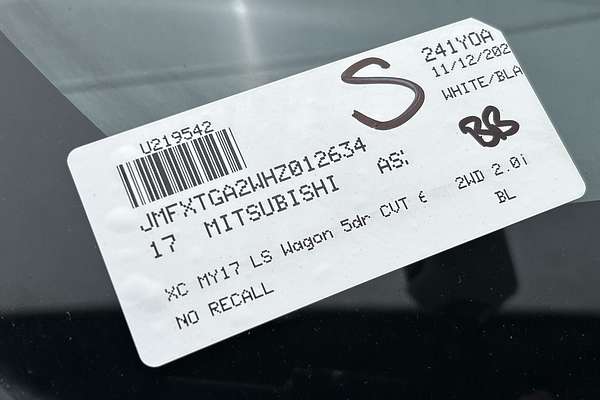 U219542
241YOA
11/12/202
WHITE/BLA
S
BB
JMFXTGA2WHZ012634
17 MITSUBISHI AS:
XC MY17 LS Wagon 5dr CVT 6 2WD 2.0i
NO RECALL BL